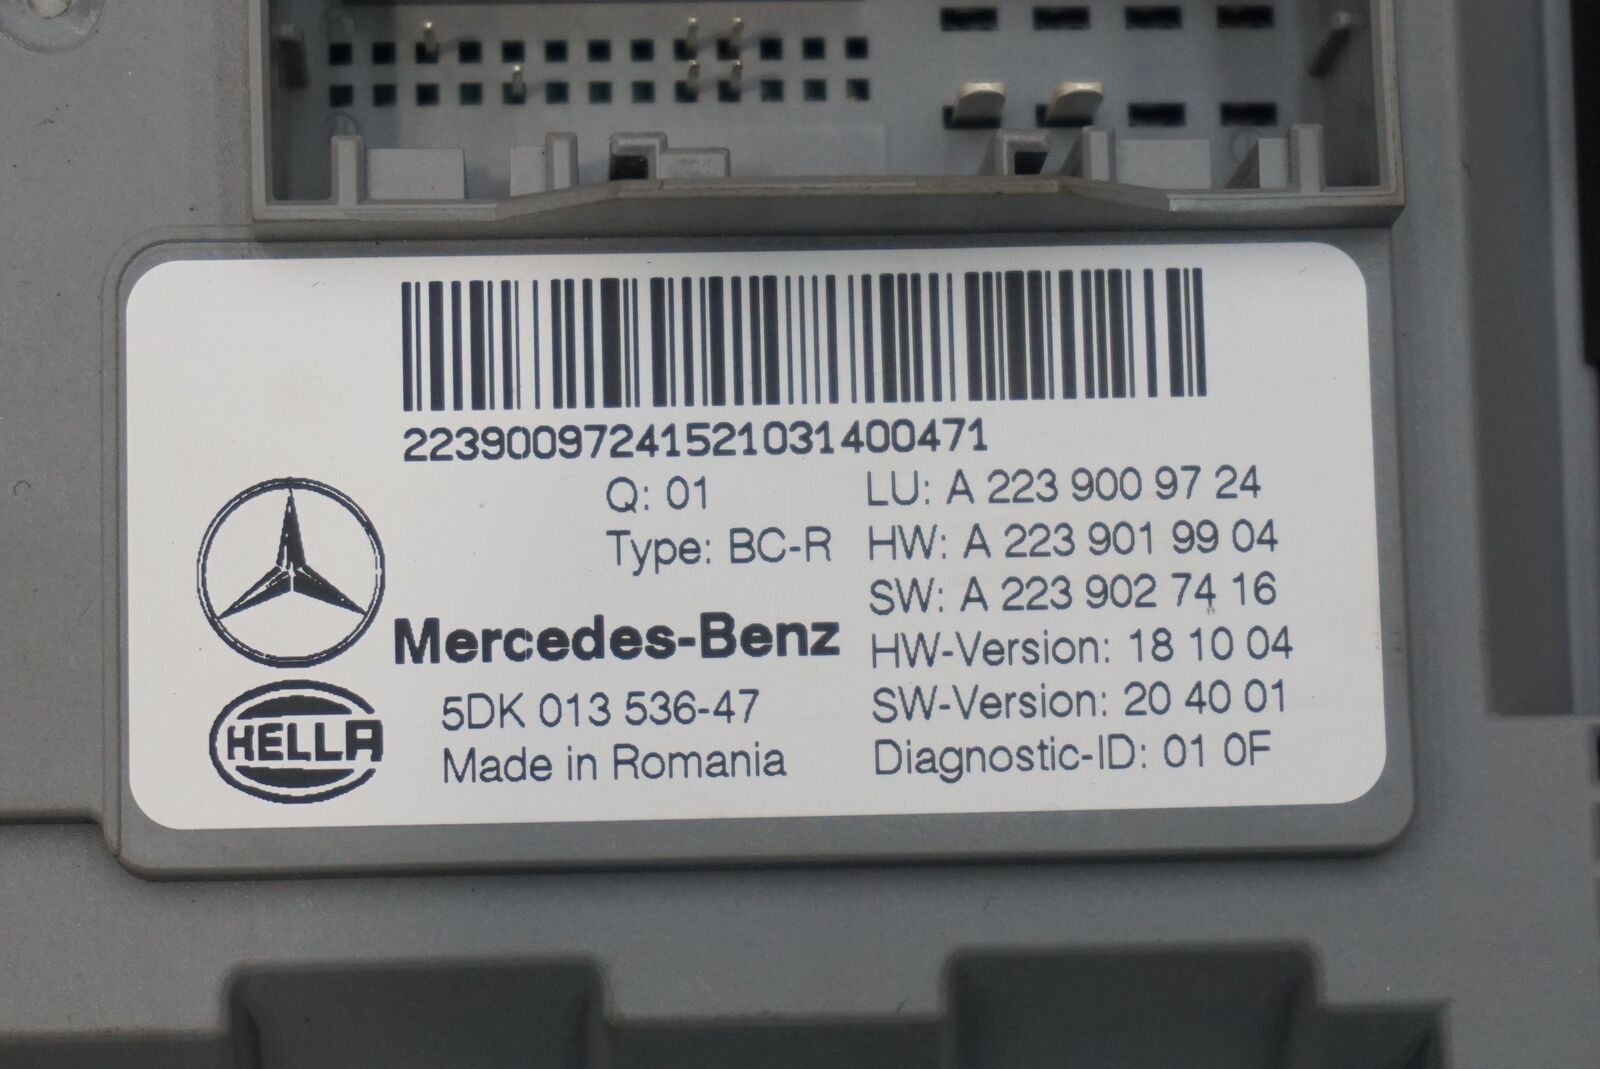 22390097241521031400471
Q: 01
Type: BC-R
LU: A 223 900 97 24
HW: A 223 901 99 04
SW: A 223 902 74 16
HW-Version: 18 10 04
SW-Version: 20 40 01
Diagnostic-ID: 01 0F
Mercedes-Benz
HELLA
5DK 013 536-47
Made in Romania